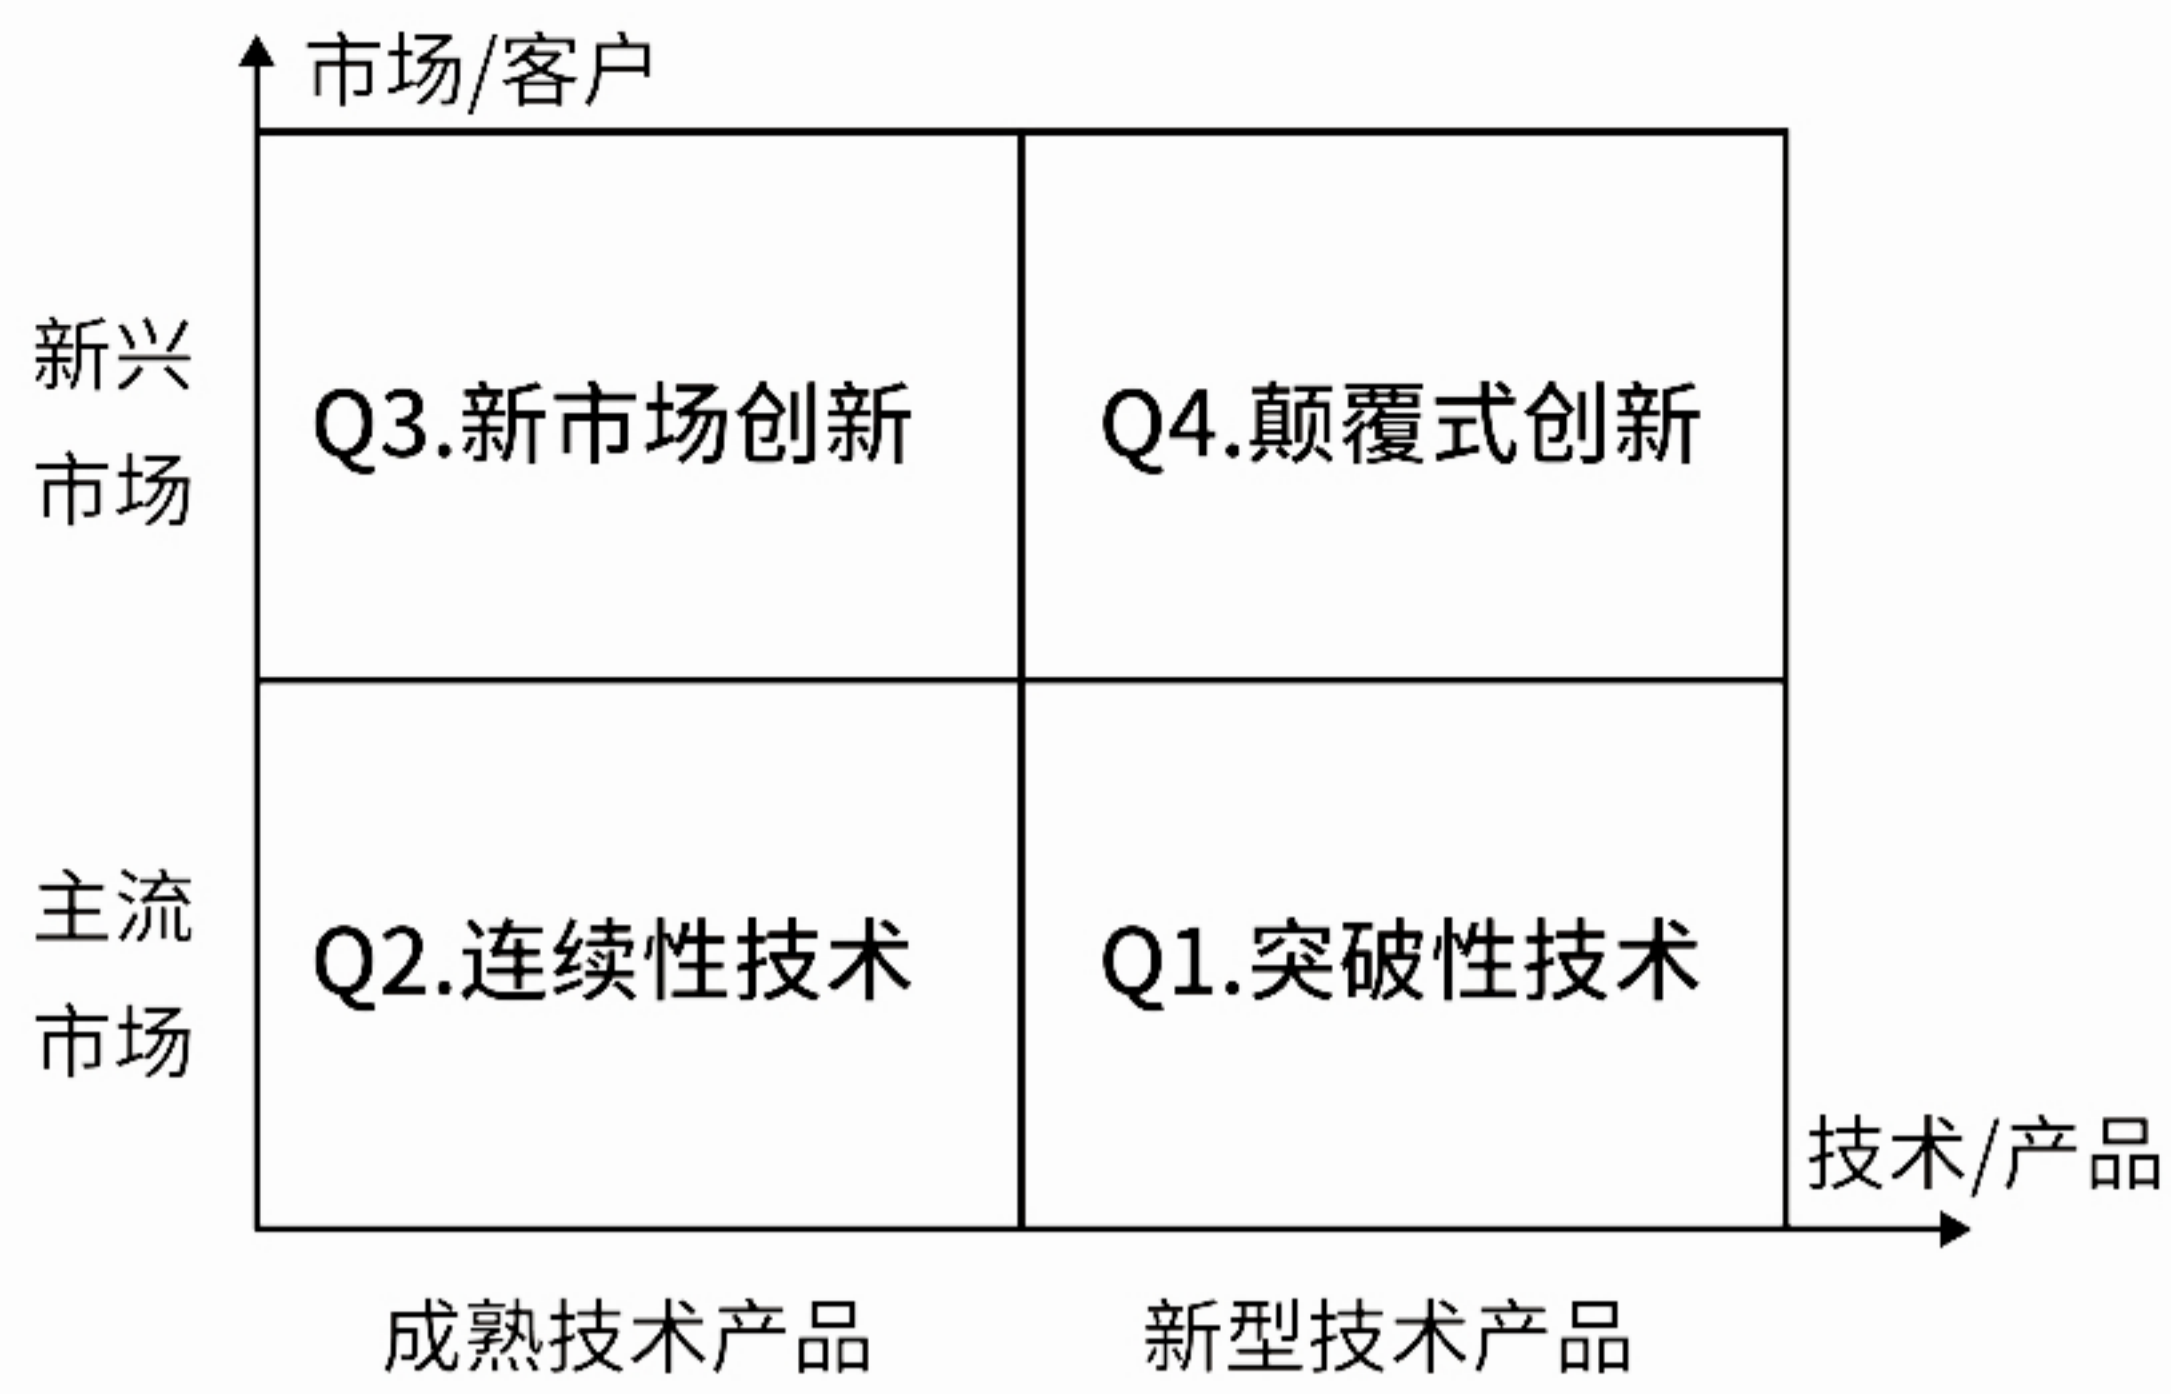 市场/客户
新兴
市场
Q3.新市场创新
Q4.颠覆式创新
主流
市场
Q2.连续性技术
Q1.突破性技术
技术/产品
成熟技术产品
新型技术产品